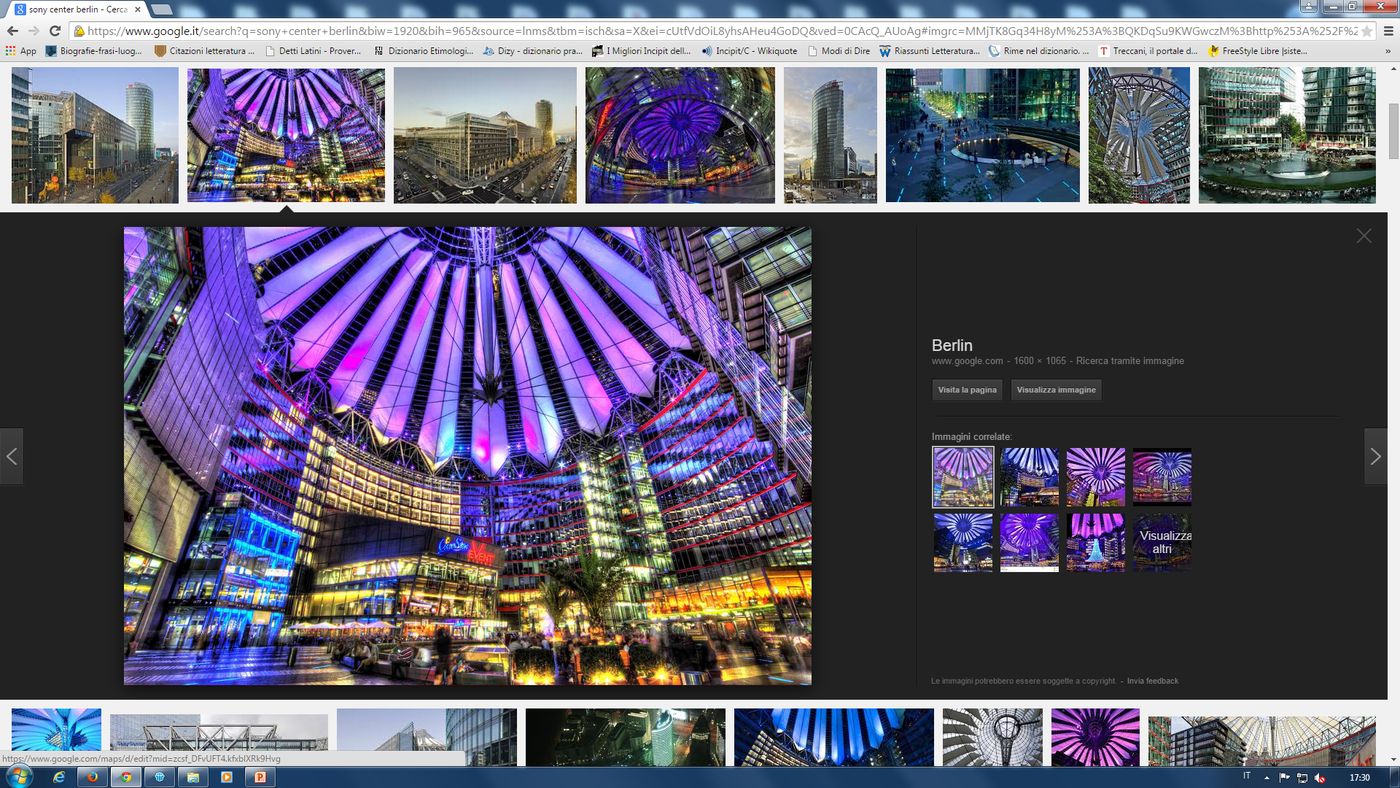 sony center berlin - Cerca
https://www.google.it/search?q=sony+center+berlin&biw=1920&bih=965&source=lnms&tbm=isch&sa=X&ei=cUtfVdOiL8yhsAHeu4GoDQ&ved=0CAcQ_AUoAg#imgrc=MMjTK8Gq34H8yM%253A%3BQKDqSu9KWGwczM%3Bhttp%253A%252F%2
App Biografie-frasi-luog... Citazioni letteratura ... Detti Latini - Prover... Dizionario Etimologi... Dizy - dizionario pra... I Migliori Incipit dell... Incipit/C - Wikiquote Modi di Dire Riassunti Letteratura... Rime nel dizionario. ... Treccani, il portale d... FreeStyle Libre |siste... »
Berlin
www.google.com - 1600 × 1065 - Ricerca tramite immagine
Visita la pagina Visualizza immagine
Immagini correlate:
Visualizza
altri
EVENT
Le immagini potrebbero essere soggette a copyright. - Invia feedback
https://www.google.com/maps/d/edit?mid=zcsf_DFvUFT4.kfxbIXRk9Hvg
IT 17:30